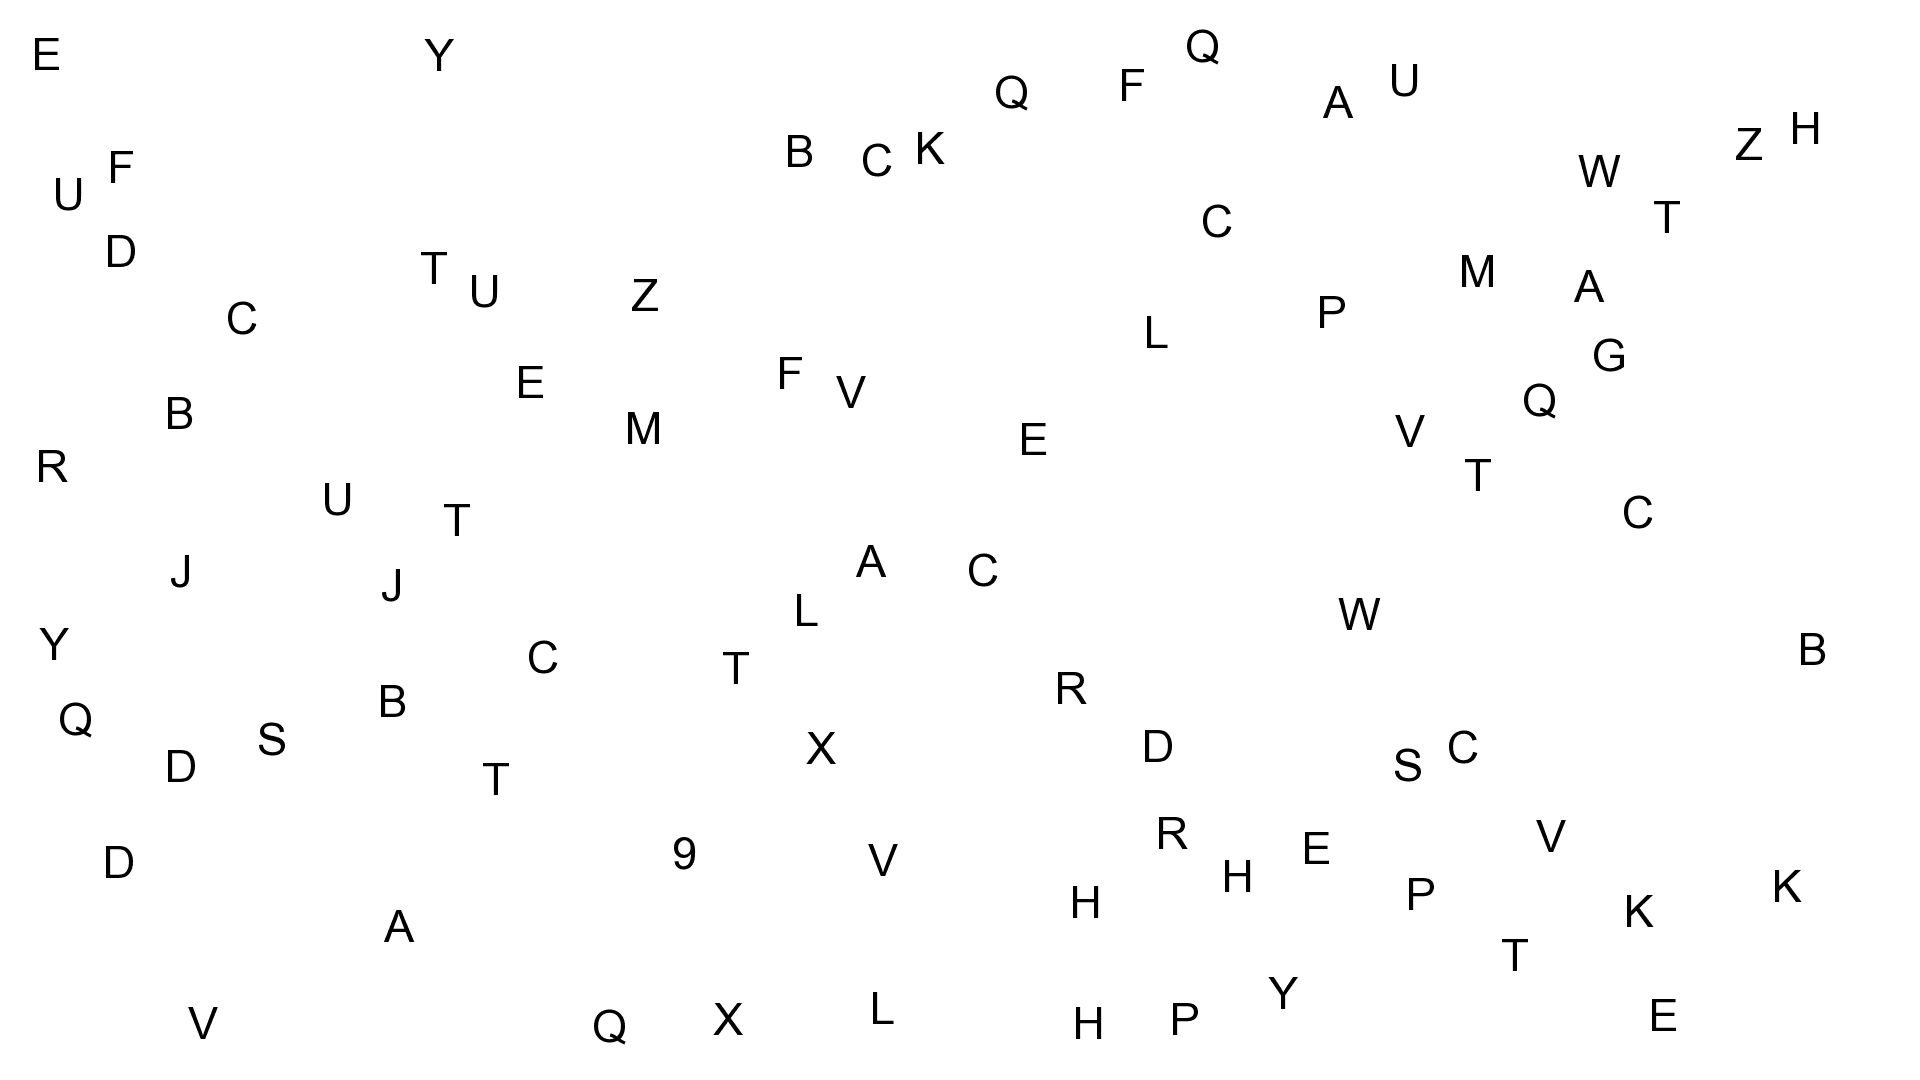 E Y Q
Q F A U
B C K Z H
U F W
D C T
T U Z M A
C L P
E F V G
B M E V Q
R T
U T C
J J A C
Y L W
C T B
Q B R
D S X D S C
T
D 9 V R H E V
A H P K K
T
V Q X L H P Y E